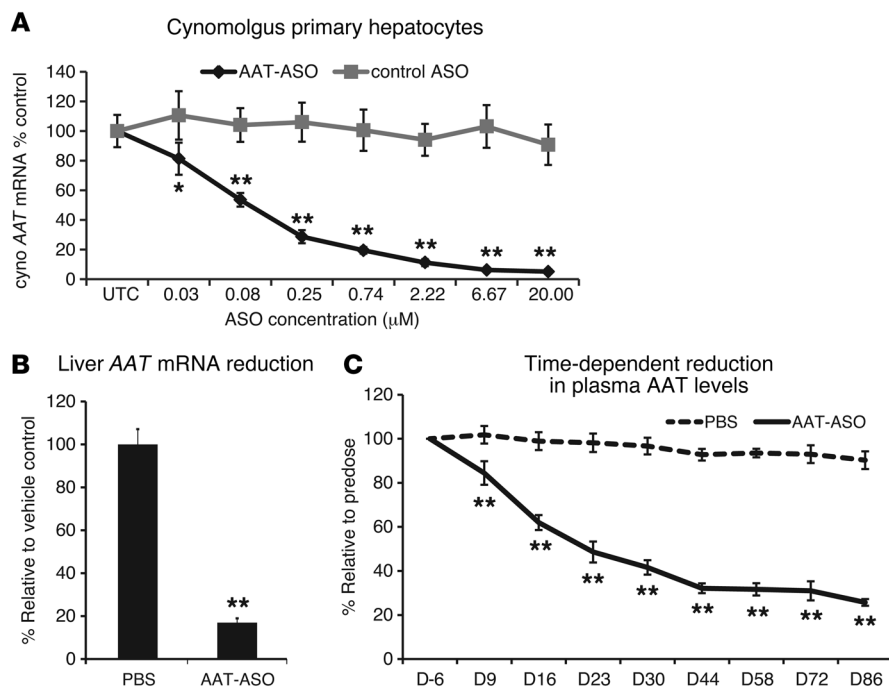 A
Cynomolgus primary hepatocytes
AAT-ASO
control ASO
cyno AAT mRNA % control
140
120
100
80
60
40
20
0
*
**
**
**
**
**
**
UTC 0.03 0.08 0.25 0.74 2.22 6.67 20.00
ASO concentration (μM)
B
Liver AAT mRNA reduction
% Relative to vehicle control
120
100
80
60
40
20
0
**
PBS AAT-ASO
C
Time-dependent reduction
in plasma AAT levels
PBS
AAT-ASO
% Relative to predose
120
100
80
60
40
20
0
**
**
**
**
**
**
**
**
D-6 D9 D16 D23 D30 D44 D58 D72 D86